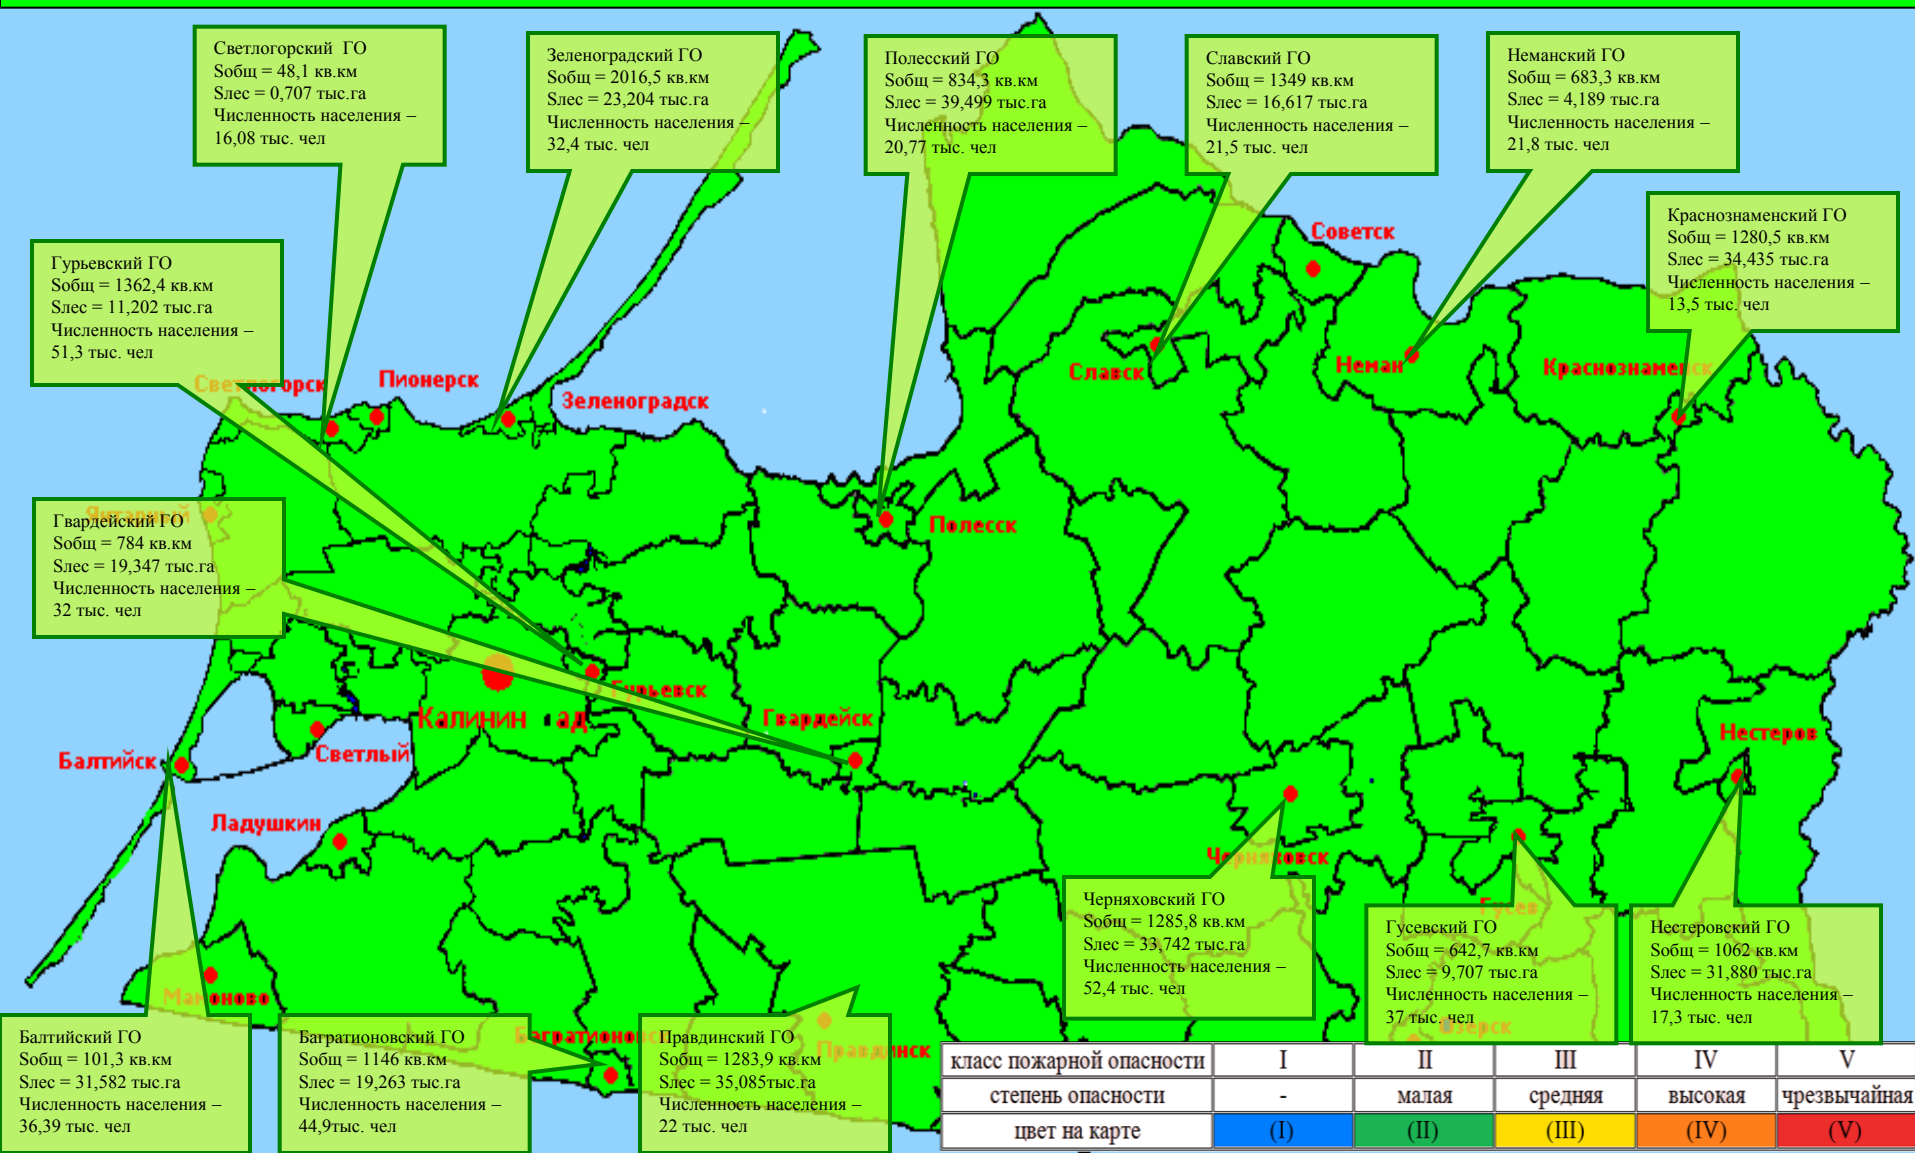 Светлогорский ГО
Sобщ = 48,1 кв.км
Sлес = 0,707 тыс.га
Численность населения –
16,08 тыс. чел
Зеленоградский ГО
Sобщ = 2016,5 кв.км
Sлес = 23,204 тыс.га
Численность населения –
32,4 тыс. чел
Полесский ГО
Sобщ = 834,3 кв.км
Sлес = 39,499 тыс.га
Численность населения –
20,77 тыс. чел
Славский ГО
Sобщ = 1349 кв.км
Sлес = 16,617 тыс.га
Численность населения –
21,5 тыс. чел
Неманский ГО
Sобщ = 683,3 кв.км
Sлес = 4,189 тыс.га
Численность населения –
21,8 тыс. чел
Краснознаменский ГО
Sобщ = 1280,5 кв.км
Sлес = 34,435 тыс.га
Численность населения –
13,5 тыс. чел
Гурьевский ГО
Sобщ = 1362,4 кв.км
Sлес = 11,202 тыс.га
Численность населения –
51,3 тыс. чел
Советск
Славск
Неман
Краснознаменск
Светлогорск
Пионерск
Зеленоградск
Янтарный
Полесск
Гвардейский ГО
Sобщ = 784 кв.км
Sлес = 19,347 тыс.га
Численность населения –
32 тыс. чел
Гурьевск
Калинин ад
Гвардейск
Нестеров
Балтийск
Светлый
Ладушкин
Черняховск
Гусев
Мамоново
Багратионовск
Правдинск
Озерск
Черняховский ГО
Sобщ = 1285,8 кв.км
Sлес = 33,742 тыс.га
Численность населения –
52,4 тыс. чел
Гусевский ГО
Sобщ = 642,7 кв.км
Sлес = 9,707 тыс.га
Численность населения –
37 тыс. чел
Нестеровский ГО
Sобщ = 1062 кв.км
Sлес = 31,880 тыс.га
Численность населения –
17,3 тыс. чел
Балтийский ГО
Sобщ = 101,3 кв.км
Sлес = 31,582 тыс.га
Численность населения –
36,39 тыс. чел
Багратионовский ГО
Sобщ = 1146 кв.км
Sлес = 19,263 тыс.га
Численность населения –
44,9тыс. чел
Правдинский ГО
Sобщ = 1283,9 кв.км
Sлес = 35,085тыс.га
Численность населения –
22 тыс. чел
класс пожарной опасности I II III IV V
степень опасности - малая средняя высокая чрезвычайная
цвет на карте (I) (II) (III) (IV) (V)